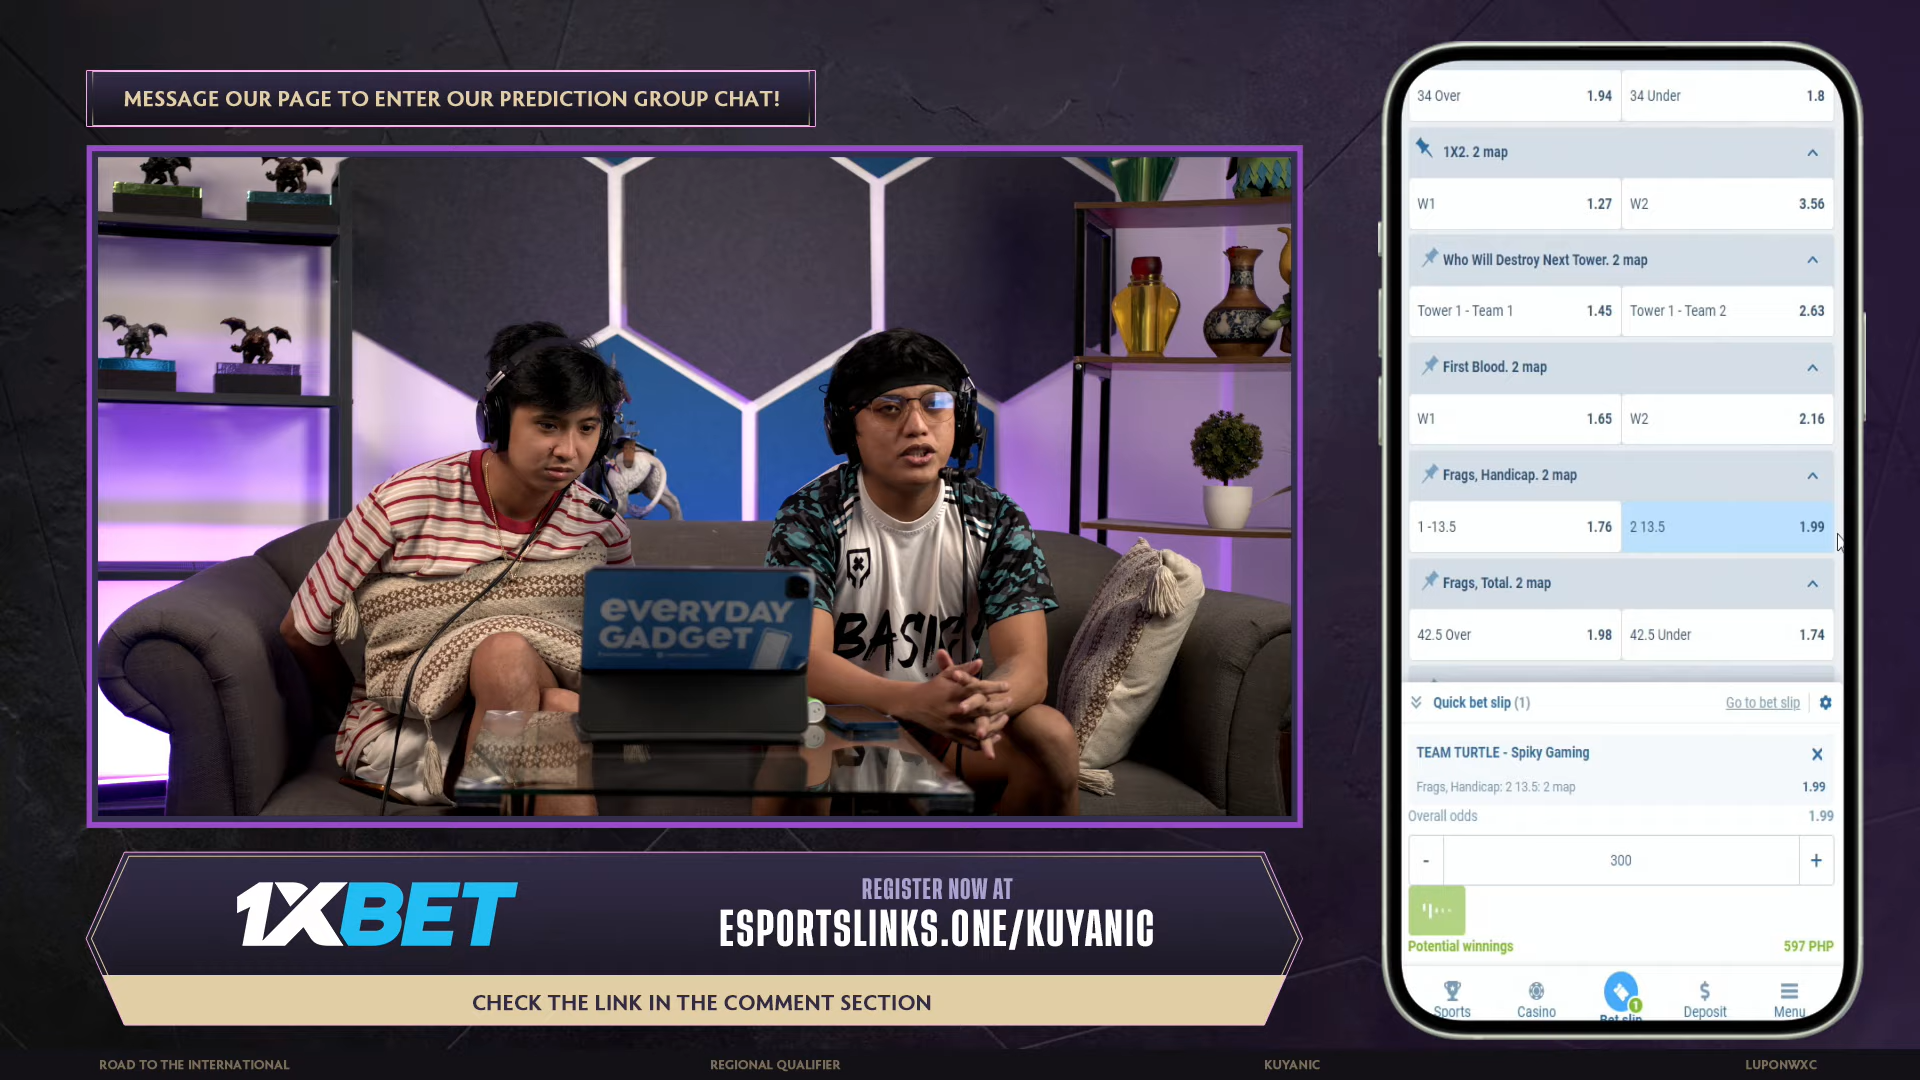 MESSAGE OUR PAGE TO ENTER OUR PREDICTION GROUP CHAT!
EVERYDAY
GADGET
BASIC
1XBET
REGISTER NOW AT
ESPORTSLINKS.ONE/KUYANIC
CHECK THE LINK IN THE COMMENT SECTION
34 Over 1.94 34 Under 1.8
1X2. 2 map
W1 1.27 W2 3.56
Who Will Destroy Next Tower. 2 map
Tower 1 - Team 1 1.45 Tower 1 - Team 2 2.63
First Blood. 2 map
W1 1.65 W2 2.16
Frags, Handicap. 2 map
1 -13.5 1.76 2 13.5 1.99
Frags, Total. 2 map
42.5 Over 1.98 42.5 Under 1.74
Quick bet slip (1) Go to bet slip
TEAM TURTLE - Spiky Gaming X
Frags, Handicap: 2 13.5: 2 map 1.99
Overall odds 1.99
- 300 +
Potential winnings 597 PHP
Sports Casino Bet slip 1 Deposit Menu
ROAD TO THE INTERNATIONAL REGIONAL QUALIFIER KUYANIC LUPONWXC